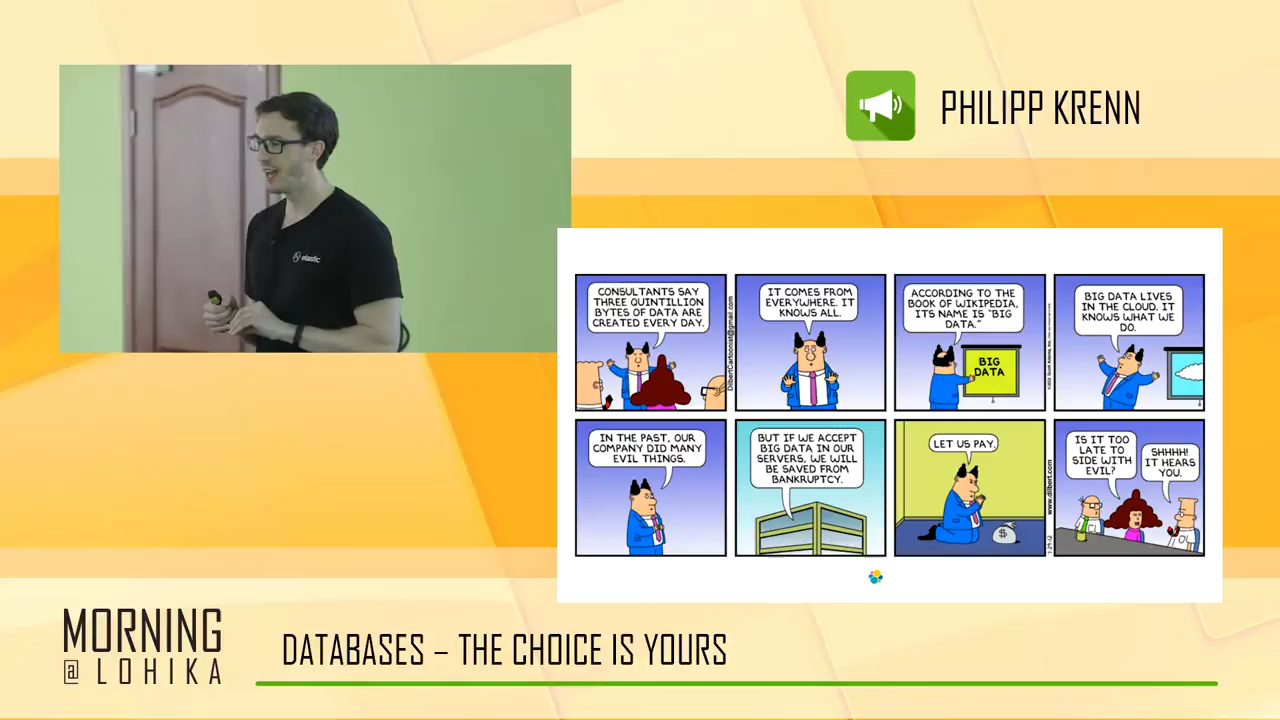 PHILIPP KRENN
elastic
CONSULTANTS SAY
THREE QUINTILLION
BYTES OF DATA ARE
CREATED EVERY DAY.
DilbertCartoonist@gmail.com
IT COMES FROM
EVERYWHERE. IT
KNOWS ALL.
ACCORDING TO THE
BOOK OF WIKIPEDIA,
ITS NAME IS "BIG
DATA."
BIG
DATA
BIG DATA LIVES
IN THE CLOUD. IT
KNOWS WHAT WE
DO.
IN THE PAST, OUR
COMPANY DID MANY
EVIL THINGS.
BUT IF WE ACCEPT
BIG DATA IN OUR
SERVERS, WE WILL
BE SAVED FROM
BANKRUPTCY.
LET US PAY.
$
www.dilbert.com
IS IT TOO
LATE TO
SIDE WITH
EVIL?
SHHHH!
IT HEARS
YOU.
MORNING
@ LOHIKA
DATABASES – THE CHOICE IS YOURS